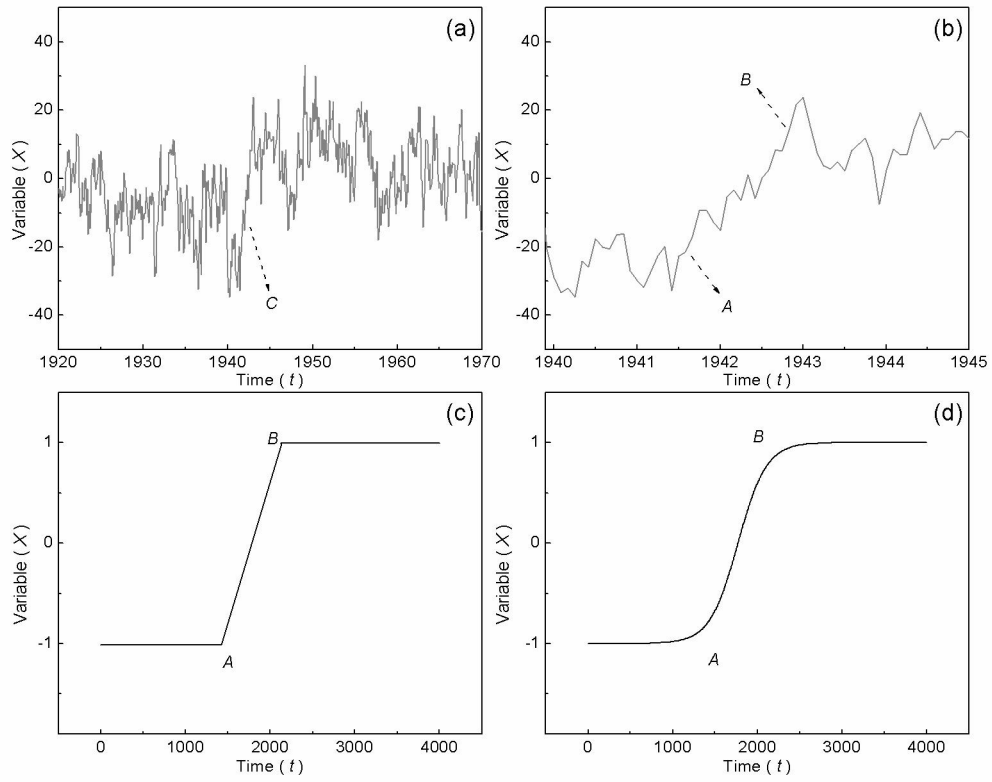 (a)
40
20
0
-20
-40
Variable ( X )
C
1920 1930 1940 1950 1960 1970
Time ( t )
(b)
40
20
0
-20
-40
Variable ( X )
B
A
1940 1941 1942 1943 1944 1945
Time ( t )
(c)
1
0
-1
Variable ( X )
B
A
0 1000 2000 3000 4000
Time ( t )
(d)
1
0
-1
Variable ( X )
B
A
0 1000 2000 3000 4000
Time ( t )